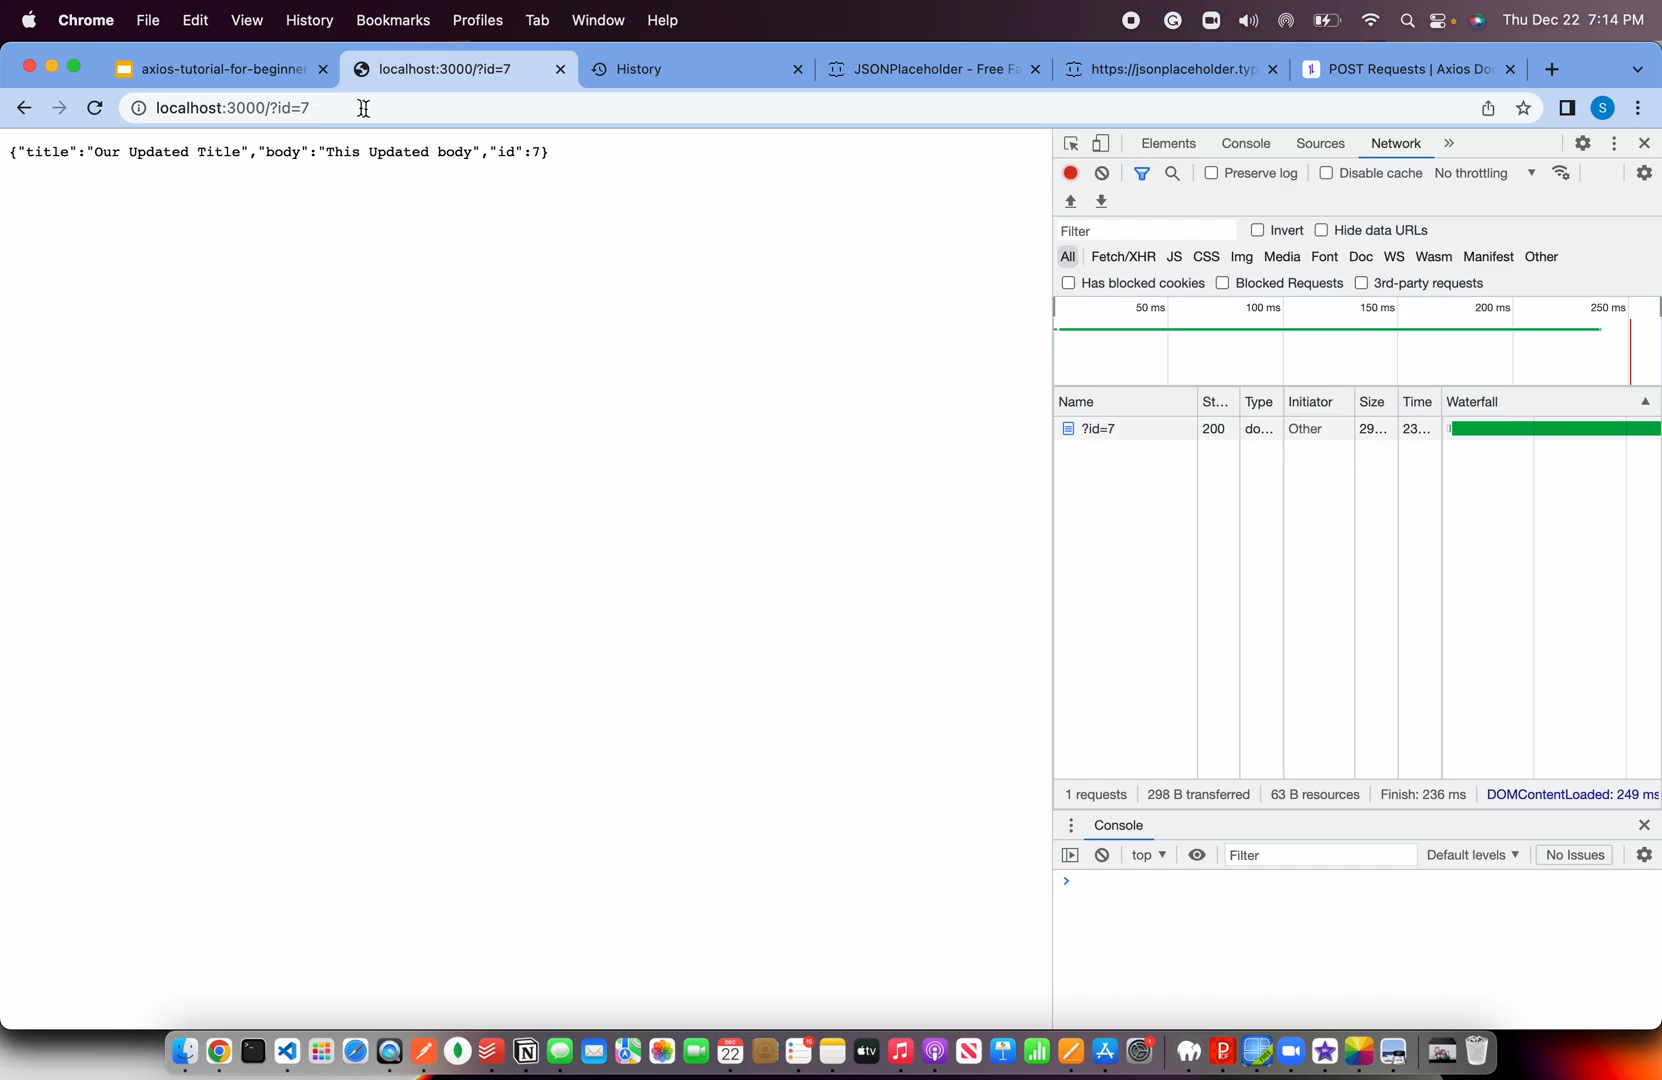 Chrome File Edit View History Bookmarks Profiles Tab Window Help Thu Dec 22 7:14 PM
axios-tutorial-for-beginner localhost:3000/?id=7 History JSONPlaceholder - Free Fa https://jsonplaceholder.typ POST Requests | Axios Do
localhost:3000/?id=7 S
{"title":"Our Updated Title","body":"This Updated body","id":7}
Elements Console Sources Network
Preserve log Disable cache No throttling
Filter Invert Hide data URLs
All Fetch/XHR JS CSS Img Media Font Doc WS Wasm Manifest Other
Has blocked cookies Blocked Requests 3rd-party requests
50 ms 100 ms 150 ms 200 ms 250 ms
Name St... Type Initiator Size Time Waterfall
?id=7 200 do... Other 29... 23...
1 requests 298 B transferred 63 B resources Finish: 236 ms DOMContentLoaded: 249 ms
Console
top Filter Default levels No Issues
DEC
22
tv